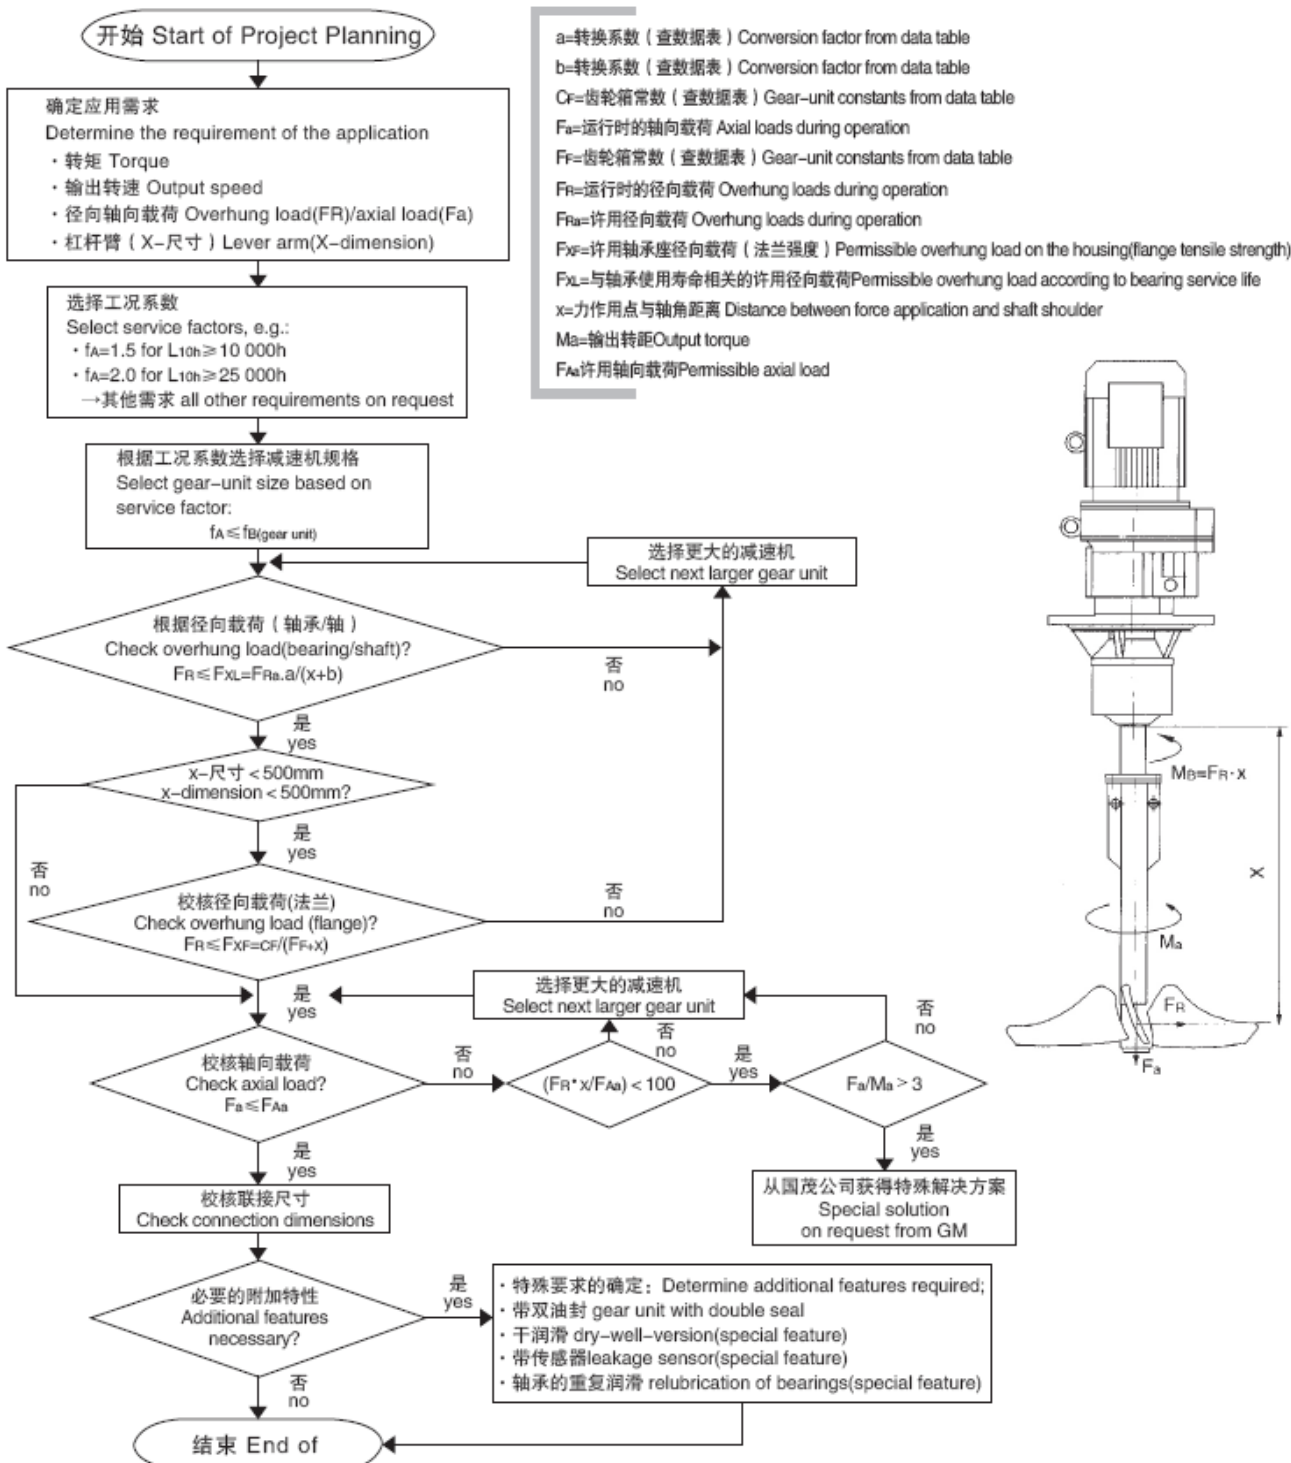 开始 Start of Project Planning
确定应用需求
Determine the requirement of the application
· 转矩 Torque
· 输出转速 Output speed
· 径向轴向载荷 Overhung load(FR)/axial load(Fa)
· 杠杆臂（X-尺寸）Lever arm(X-dimension)
选择工况系数
Select service factors, e.g.:
· fA=1.5 for L10h≥10 000h
· fA=2.0 for L10h≥25 000h
→其他需求 all other requirements on request
根据工况系数选择减速机规格
Select gear-unit size based on
service factor:
fA≤fB(gear unit)
选择更大的减速机
Select next larger gear unit
根据径向载荷（轴承/轴）
Check overhung load(bearing/shaft)?
FR≤FXL=FRa.a/(x+b)
否
no
是
yes
x-尺寸<500mm
x-dimension<500mm?
是
yes
否
no
校核径向载荷(法兰)
Check overhung load (flange)?
FR≤FXF=CF/(FF+x)
否
no
是
yes
选择更大的减速机
Select next larger gear unit
校核轴向载荷
Check axial load?
Fa≤FAa
否
no
(FR*x/FAa)<100
否
no
是
yes
Fa/Ma>3
否
no
是
yes
从国茂公司获得特殊解决方案
Special solution
on request from GM
是
yes
校核联接尺寸
Check connection dimensions
必要的附加特性
Additional features
necessary?
是
yes
· 特殊要求的确定：Determine additional features required;
· 带双油封 gear unit with double seal
· 干润滑 dry-well-version(special feature)
· 带传感器leakage sensor(special feature)
· 轴承的重复润滑 relubrication of bearings(special feature)
否
no
结束 End of
a=转换系数（查数据表）Conversion factor from data table
b=转换系数（查数据表）Conversion factor from data table
CF=齿轮箱常数（查数据表）Gear-unit constants from data table
Fa=运行时的轴向载荷 Axial loads during operation
FF=齿轮箱常数（查数据表）Gear-unit constants from data table
FR=运行时的径向载荷 Overhung loads during operation
FRa=许用径向载荷 Overhung loads during operation
FXF=许用轴承座径向载荷（法兰强度）Permissible overhung load on the housing(flange tensile strength)
FXL=与轴承使用寿命相关的许用径向载荷Permissible overhung load according to bearing service life
x=力作用点与轴角距离 Distance between force application and shaft shoulder
Ma=输出转距Output torque
FAa许用轴向载荷Permissible axial load
MB=FR·x
X
Ma
FR
Fa